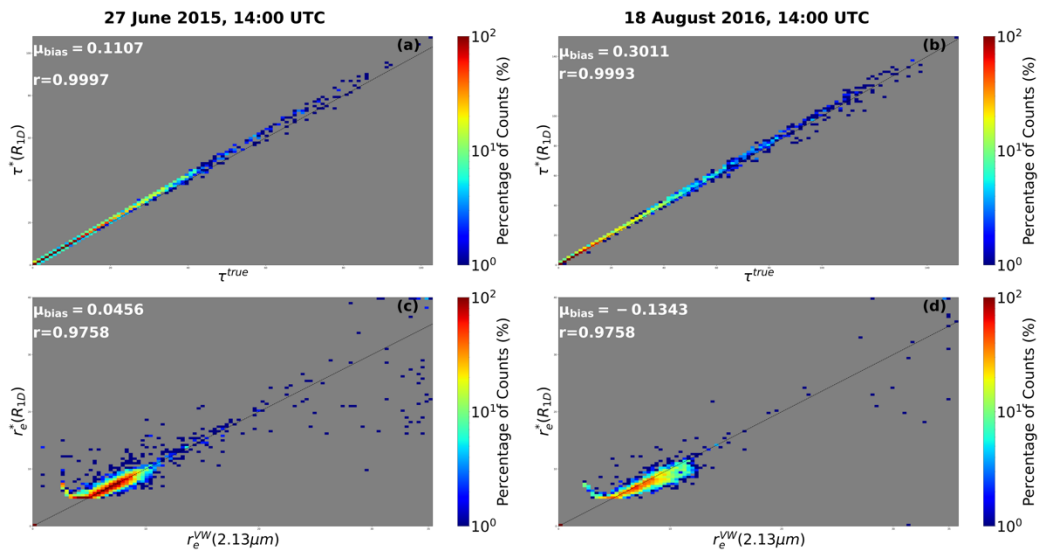 27 June 2015, 14:00 UTC
18 August 2016, 14:00 UTC
μbias = 0.1107
r=0.9997
(a)
τ*(R1D)
τtrue
10²
10¹
10⁰
Percentage of Counts (%)
μbias = 0.3011
r=0.9993
(b)
τ*(R1D)
τtrue
10²
10¹
10⁰
Percentage of Counts (%)
μbias = 0.0456
r=0.9758
(c)
re*(R1D)
reVW(2.13μm)
10²
10¹
10⁰
Percentage of Counts (%)
μbias = −0.1343
r=0.9758
(d)
re*(R1D)
reVW(2.13μm)
10²
10¹
10⁰
Percentage of Counts (%)